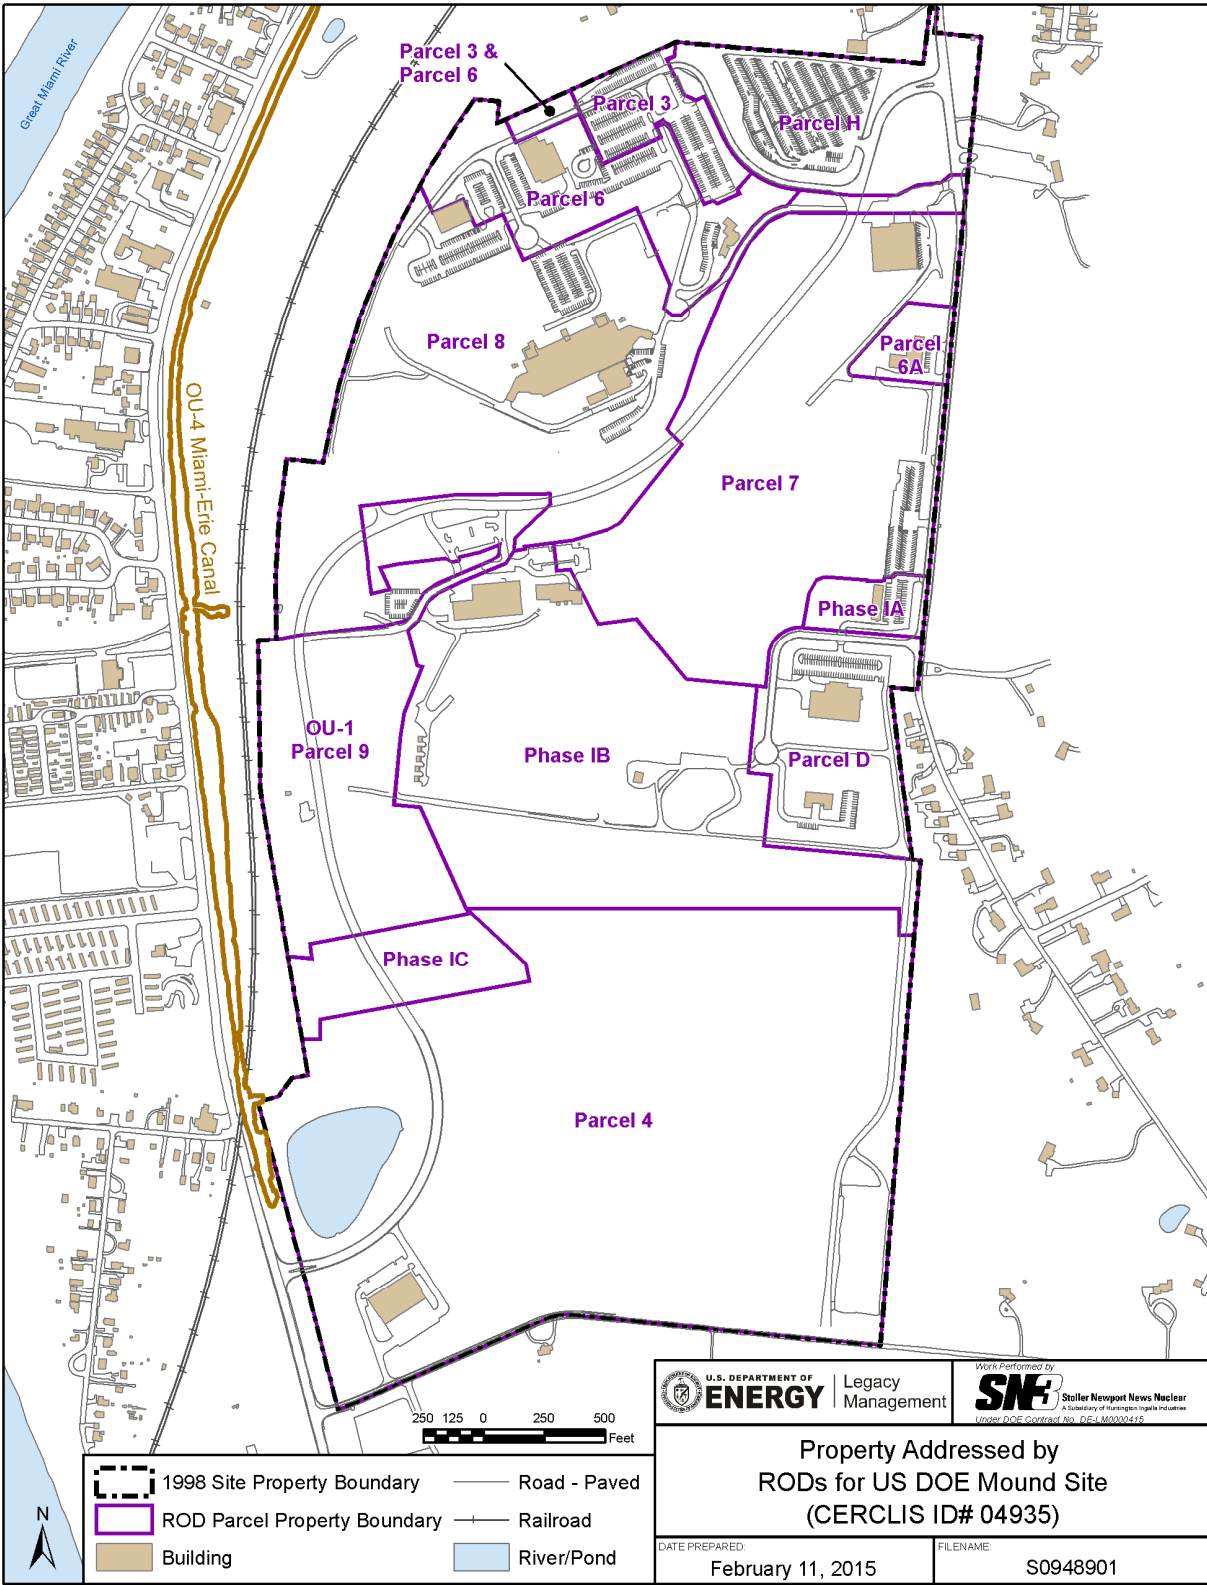 Great Miami River
Parcel 3 &
Parcel 6
Parcel 3
Parcel H
Parcel 6
Parcel 8
Parcel
6A
OU-4 Miami-Erie Canal
Parcel 7
Phase IA
OU-1
Parcel 9
Phase IB
Parcel D
Phase IC
Parcel 4
250 125 0 250 500
Feet
N
1998 Site Property Boundary
ROD Parcel Property Boundary
Building
Road - Paved
Railroad
River/Pond
U.S. DEPARTMENT OF
ENERGY
Legacy
Management
Work Performed by
SN3
Stoller Newport News Nuclear
A Subsidiary of Huntington Ingalls Industries
Under DOE Contract No. DE-LM0000415
Property Addressed by
RODs for US DOE Mound Site
(CERCLIS ID# 04935)
DATE PREPARED:
February 11, 2015
FILENAME:
S0948901